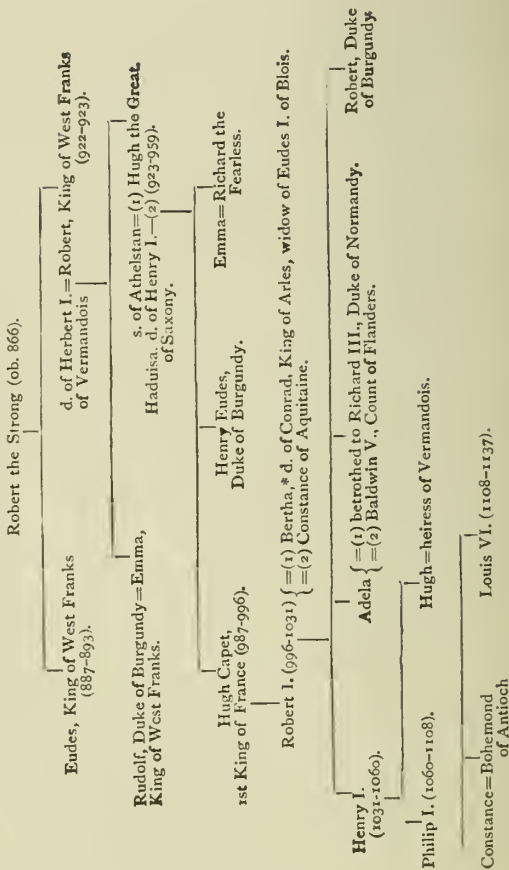 Robert the Strong (ob. 866).
Eudes, King of West Franks
(887-893).
d. of Herbert I.=Robert, King of West Franks
of Vermandois
(922-923).
Rudolf, Duke of Burgundy=Emma,
King of West Franks.
s. of Athelstan=(1) Hugh the Great.
Haduisa, d. of Henry I.—(2) (923-959).
of Saxony.
Hugh Capet,
1st King of France (987-996).
Henry Eudes,
Duke of Burgundy.
Emma=Richard the
Fearless.
Robert I. (996-1031) {=(1) Bertha,* d. of Conrad, King of Arles, widow of Eudes I. of Blois.
{=(2) Constance of Aquitaine.
Henry I.
(1031-1060).
Adela {=(1) betrothed to Richard III., Duke of Normandy.
{=(2) Baldwin V., Count of Flanders.
Robert, Duke
of Burgundy.
Philip I. (1060-1108).
Hugh=heiress of Vermandois.
Constance=Bohemond
of Antioch
Louis VI. (1108-1137).